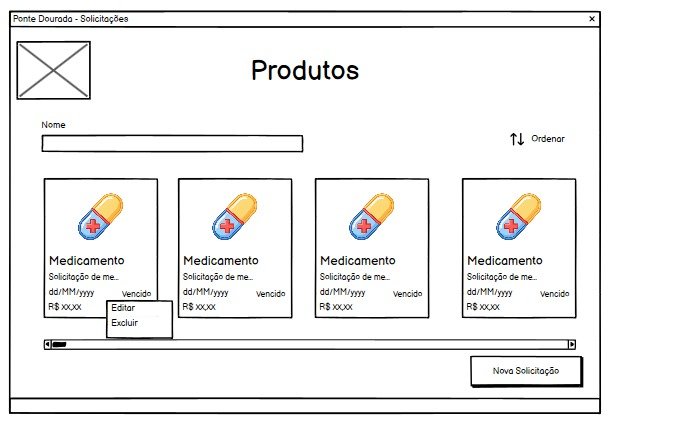 Ponte Dourada - Solicitações
Produtos
Nome
Ordenar
Medicamento
Solicitação de me...
dd/MM/yyyy
Vencido
R$ XX,XX
Editar
Excluir
Medicamento
Solicitação de me...
dd/MM/yyyy
Vencido
R$ XX,XX
Medicamento
Solicitação de me...
dd/MM/yyyy
R$ XX,XX
Medicamento
Solicitação de me...
dd/MM/yyyy
Vencido
R$ XX,XX
Nova Solicitação